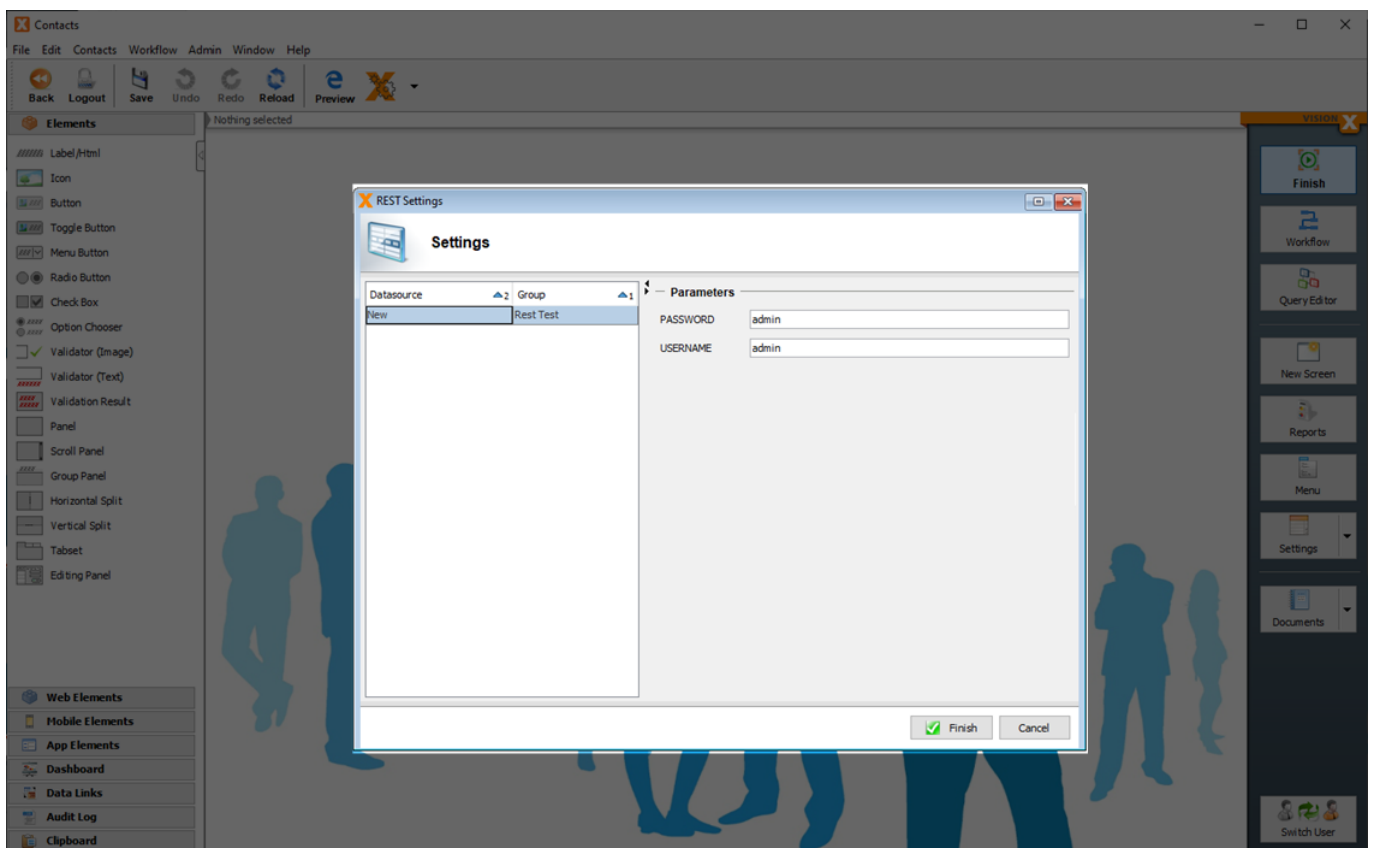 Contacts
File Edit Contacts Workflow Admin Window Help
Back Logout Save Undo Redo Reload Preview
Elements
Nothing selected
VISION X
Label/Html
Icon
Button
Toggle Button
Menu Button
Radio Button
Check Box
Option Chooser
Validator (Image)
Validator (Text)
Validation Result
Panel
Scroll Panel
Group Panel
Horizontal Split
Vertical Split
Tabset
Editing Panel
Web Elements
Mobile Elements
App Elements
Dashboard
Data Links
Audit Log
Clipboard
REST Settings
Settings
Datasource 2 Group 1
New Rest Test
Parameters
PASSWORD admin
USERNAME admin
Finish Cancel
Finish
Workflow
Query Editor
New Screen
Reports
Menu
Settings
Documents
Switch User